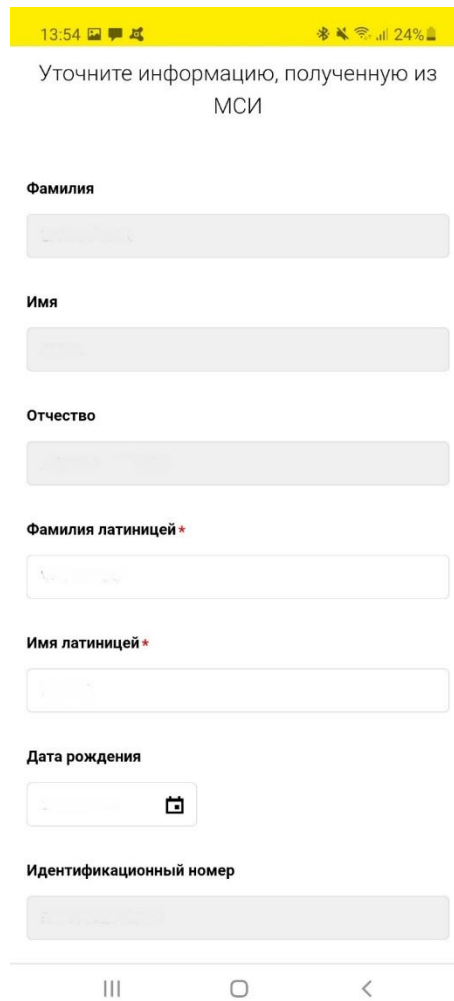 13:54 24%
Уточните информацию, полученную из
МСИ
Фамилия
Имя
Отчество
Фамилия латиницей*
Имя латиницей*
Дата рождения
Идентификационный номер